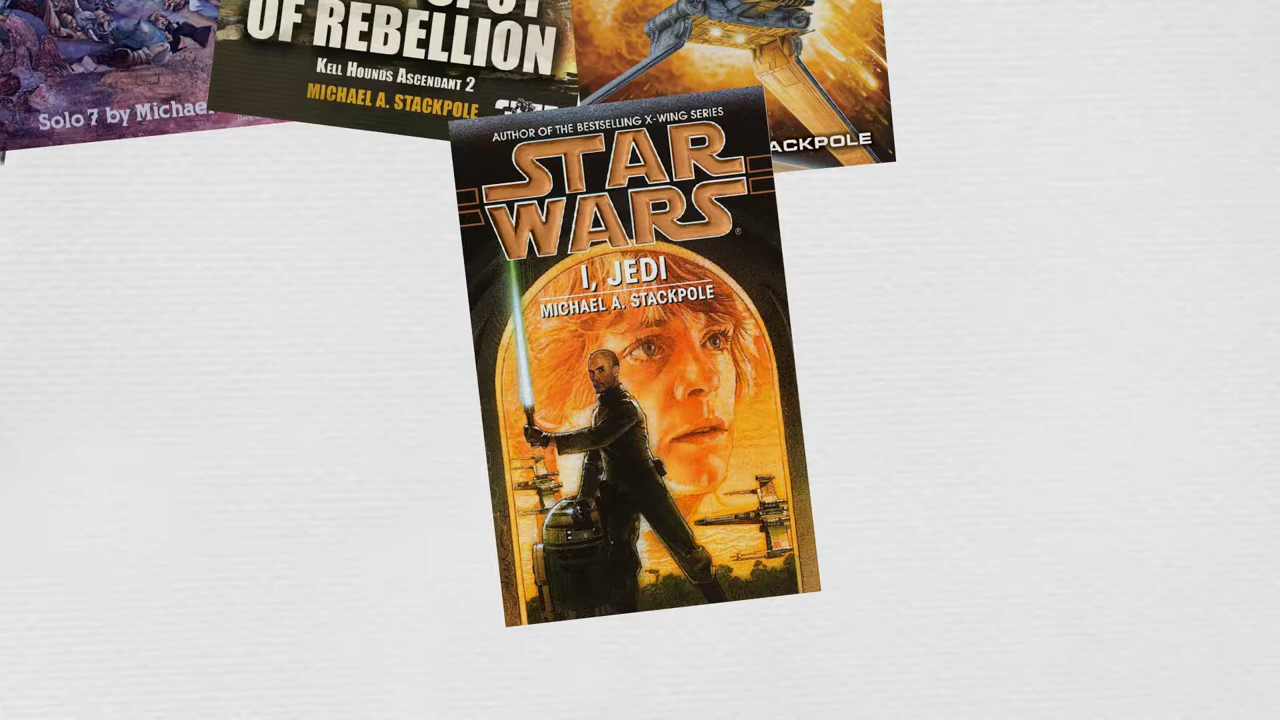 Solo 7 by Michae
OF REBELLION
KELL HOUNDS ASCENDANT 2
MICHAEL A. STACKPOLE
ACKPOLE
AUTHOR OF THE BESTSELLING X-WING SERIES
STAR
WARS
®
I, JEDI
MICHAEL A. STACKPOLE